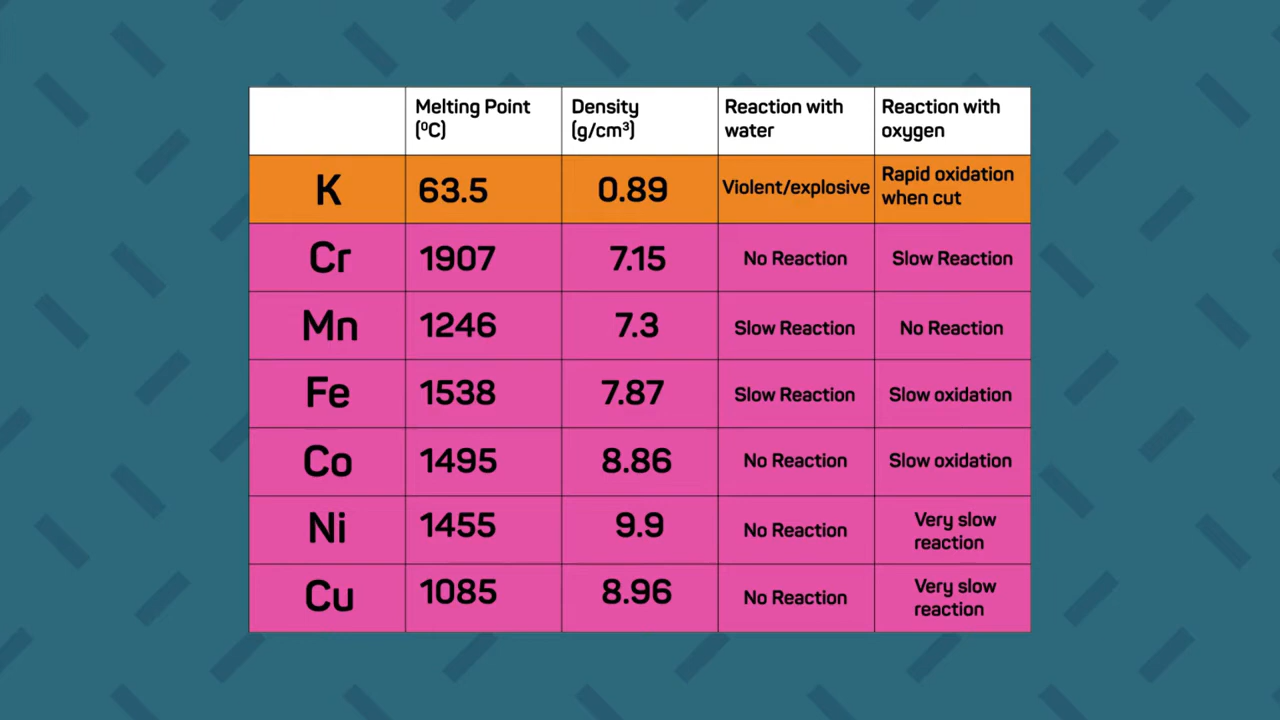 Melting Point
(⁰C)
Density
(g/cm³)
Reaction with
water
Reaction with
oxygen
K
63.5
0.89
Violent/explosive
Rapid oxidation
when cut
Cr
1907
7.15
No Reaction
Slow Reaction
Mn
1246
7.3
Slow Reaction
No Reaction
Fe
1538
7.87
Slow Reaction
Slow oxidation
Co
1495
8.86
No Reaction
Slow oxidation
Ni
1455
9.9
No Reaction
Very slow
reaction
Cu
1085
8.96
No Reaction
Very slow
reaction